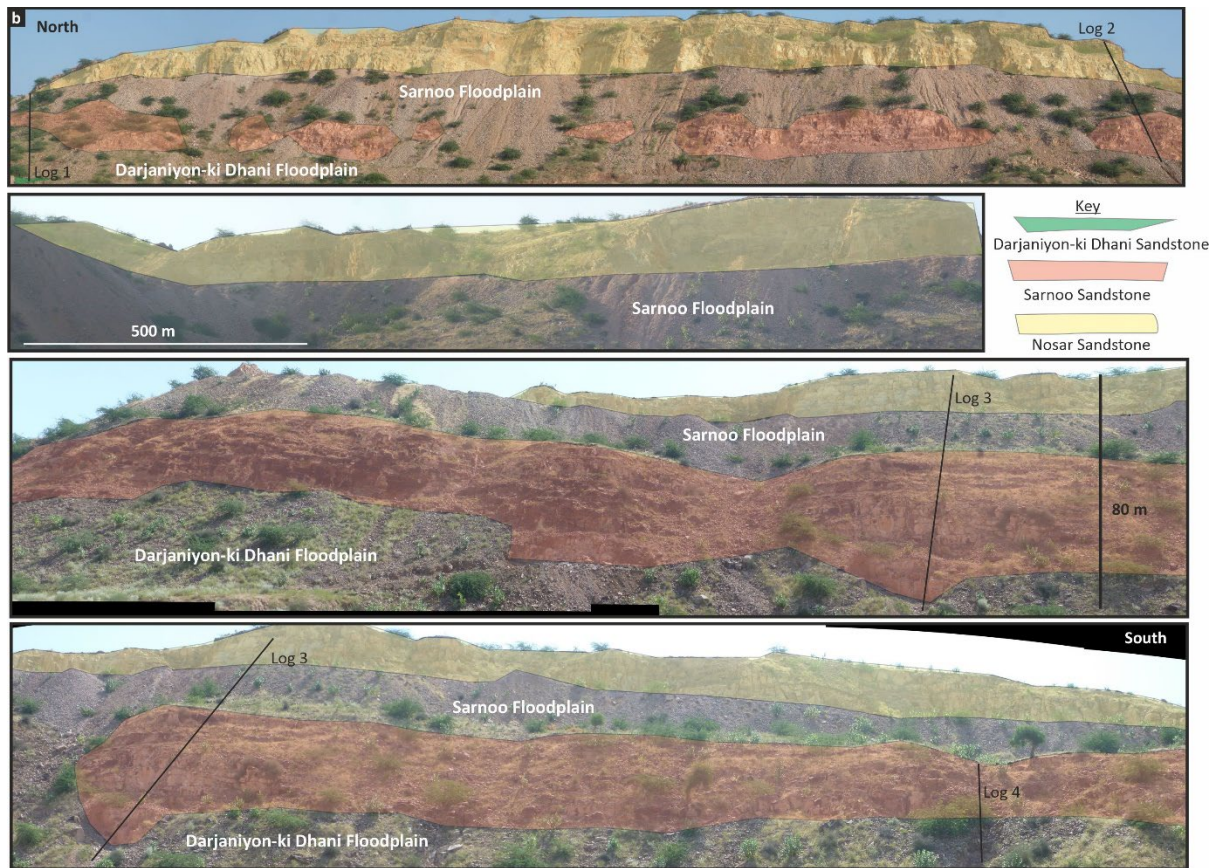 b
North
Log 2
Sarnoo Floodplain
Log 1
Darjaniyon-ki Dhani Floodplain
Key
Darjaniyon-ki Dhani Sandstone
Sarnoo Sandstone
Nosar Sandstone
Sarnoo Floodplain
500 m
Log 3
Sarnoo Floodplain
80 m
Darjaniyon-ki Dhani Floodplain
South
Log 3
Sarnoo Floodplain
Log 4
Darjaniyon-ki Dhani Floodplain